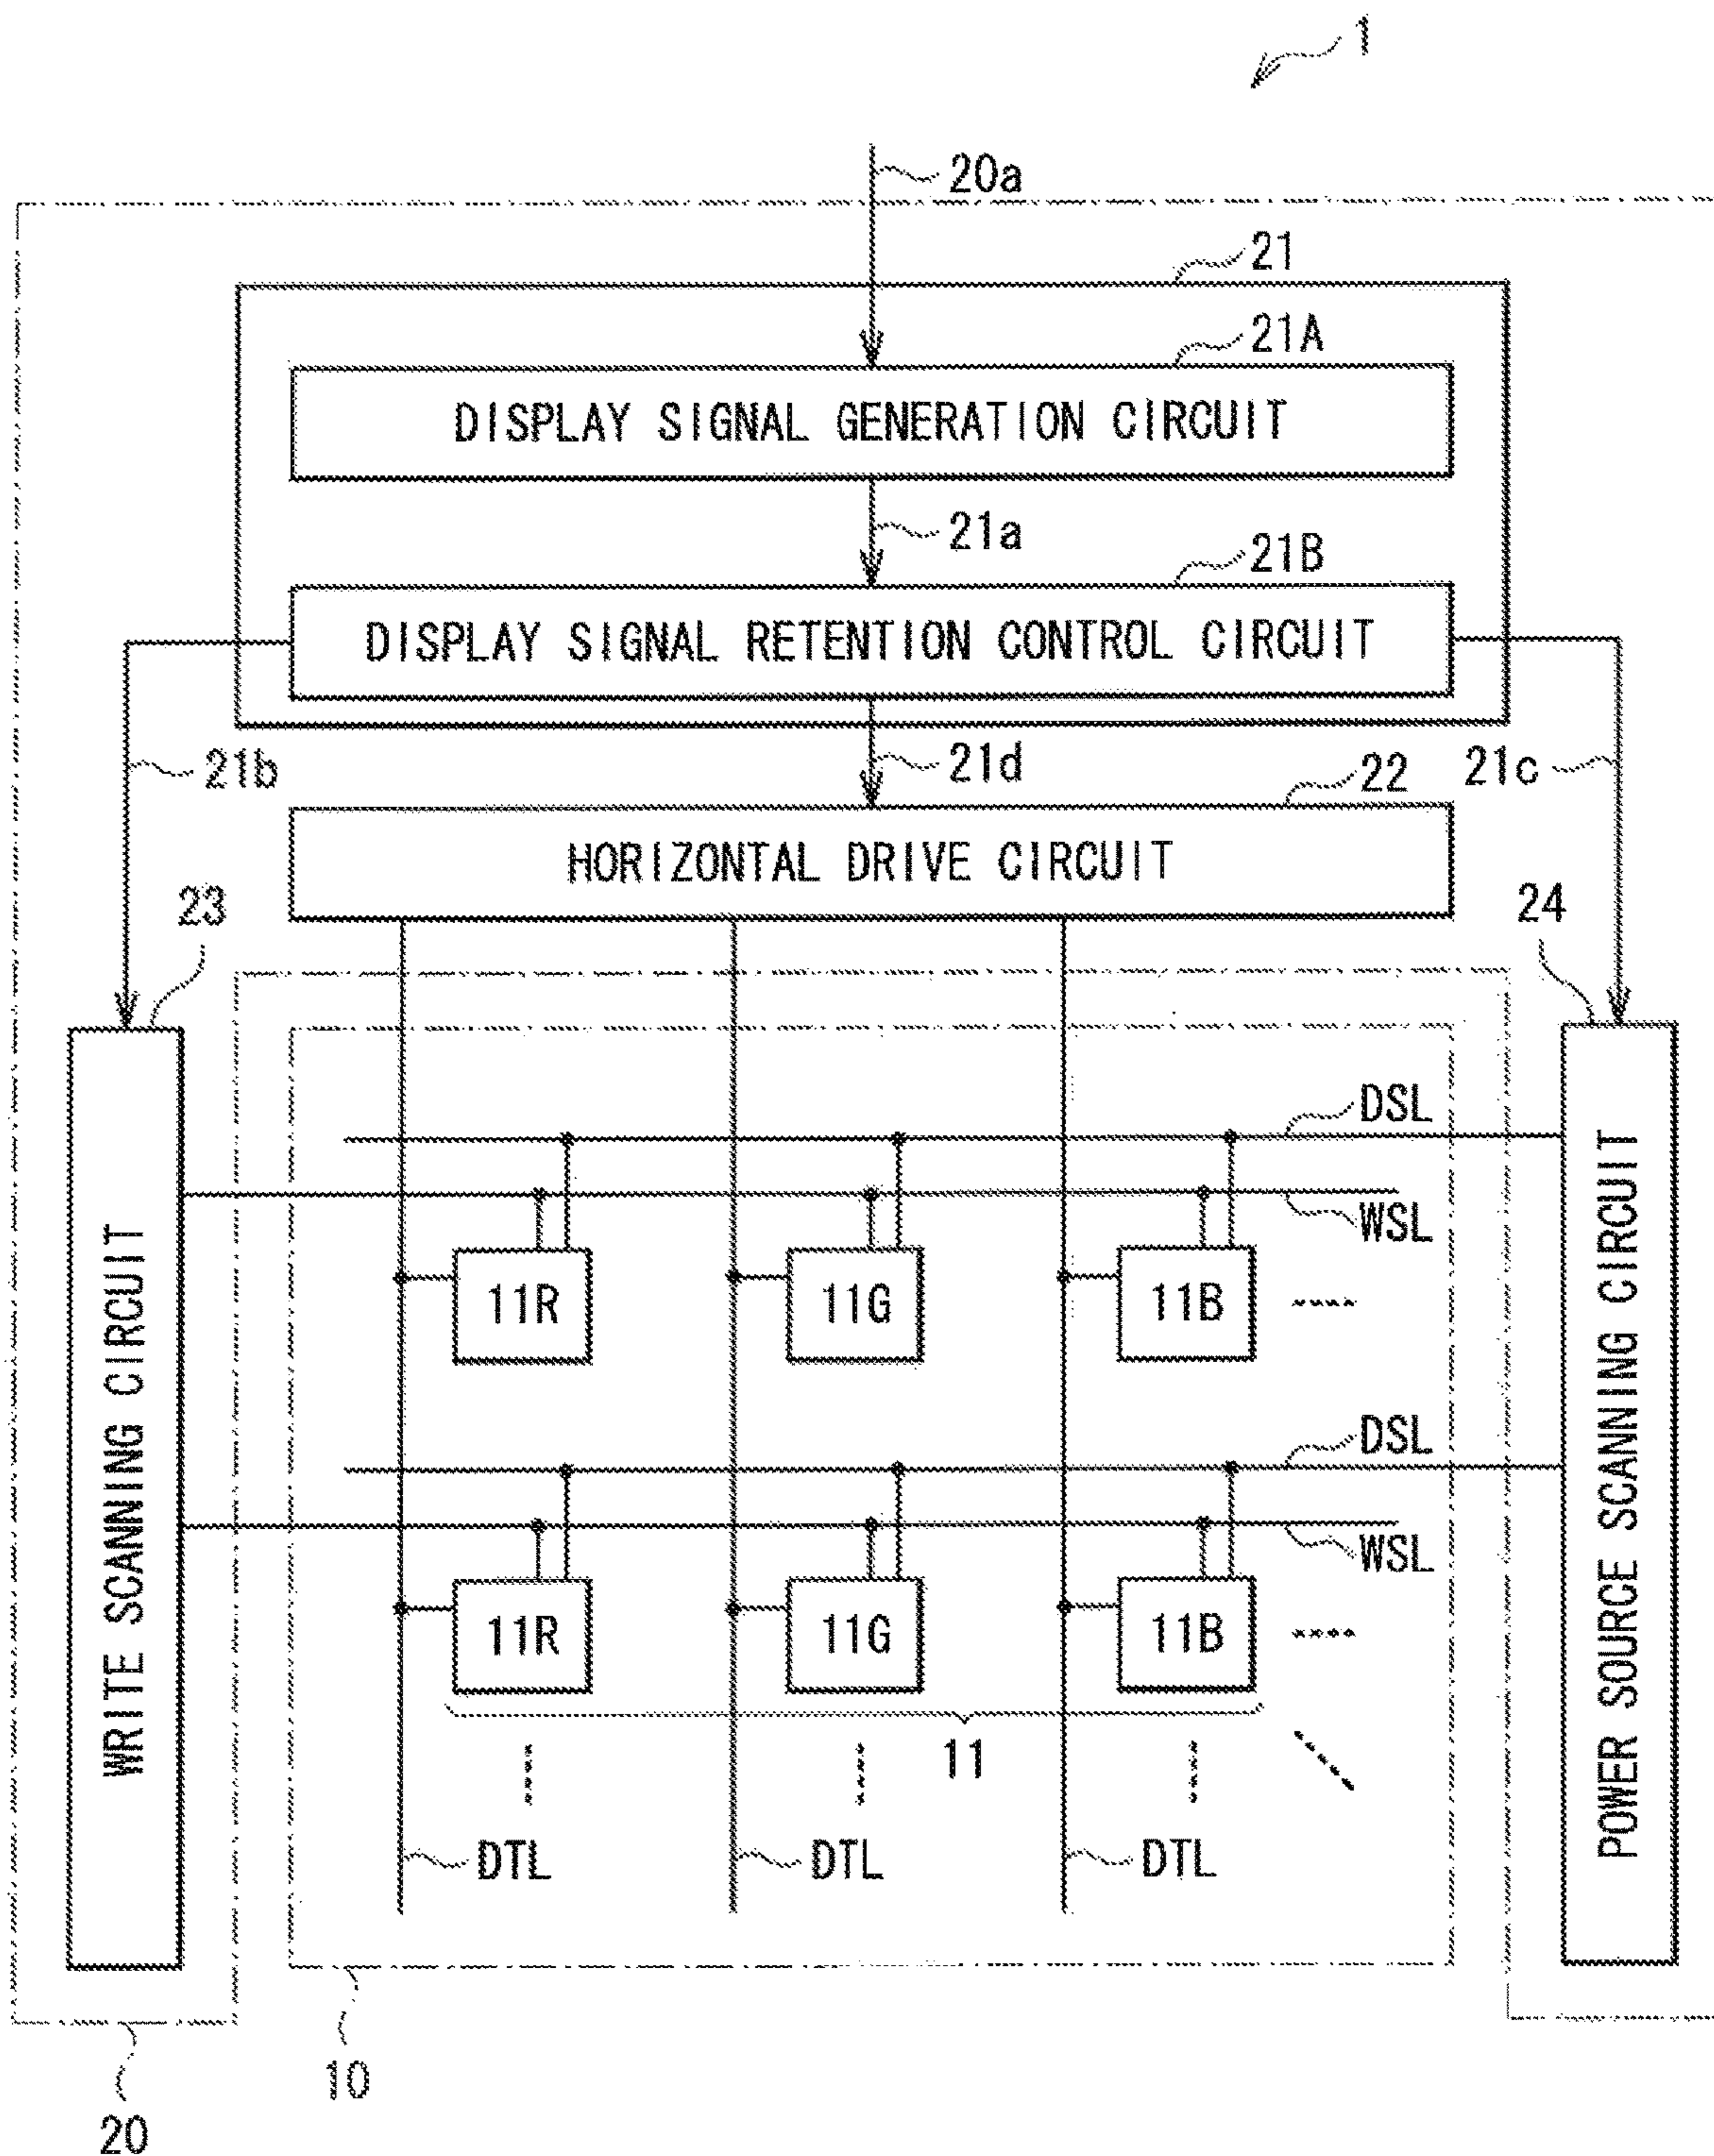 1
20a
21
21A
DISPLAY SIGNAL GENERATION CIRCUIT
21a
21B
DISPLAY SIGNAL RETENTION CONTROL CIRCUIT
21b
21d
22
21c
HORIZONTAL DRIVE CIRCUIT
23
24
DSL
WSL
11R
11G
11B
DSL
WSL
11R
11G
11B
11
WRITE SCANNING CIRCUIT
POWER SOURCE SCANNING CIRCUIT
DTL
DTL
DTL
10
20